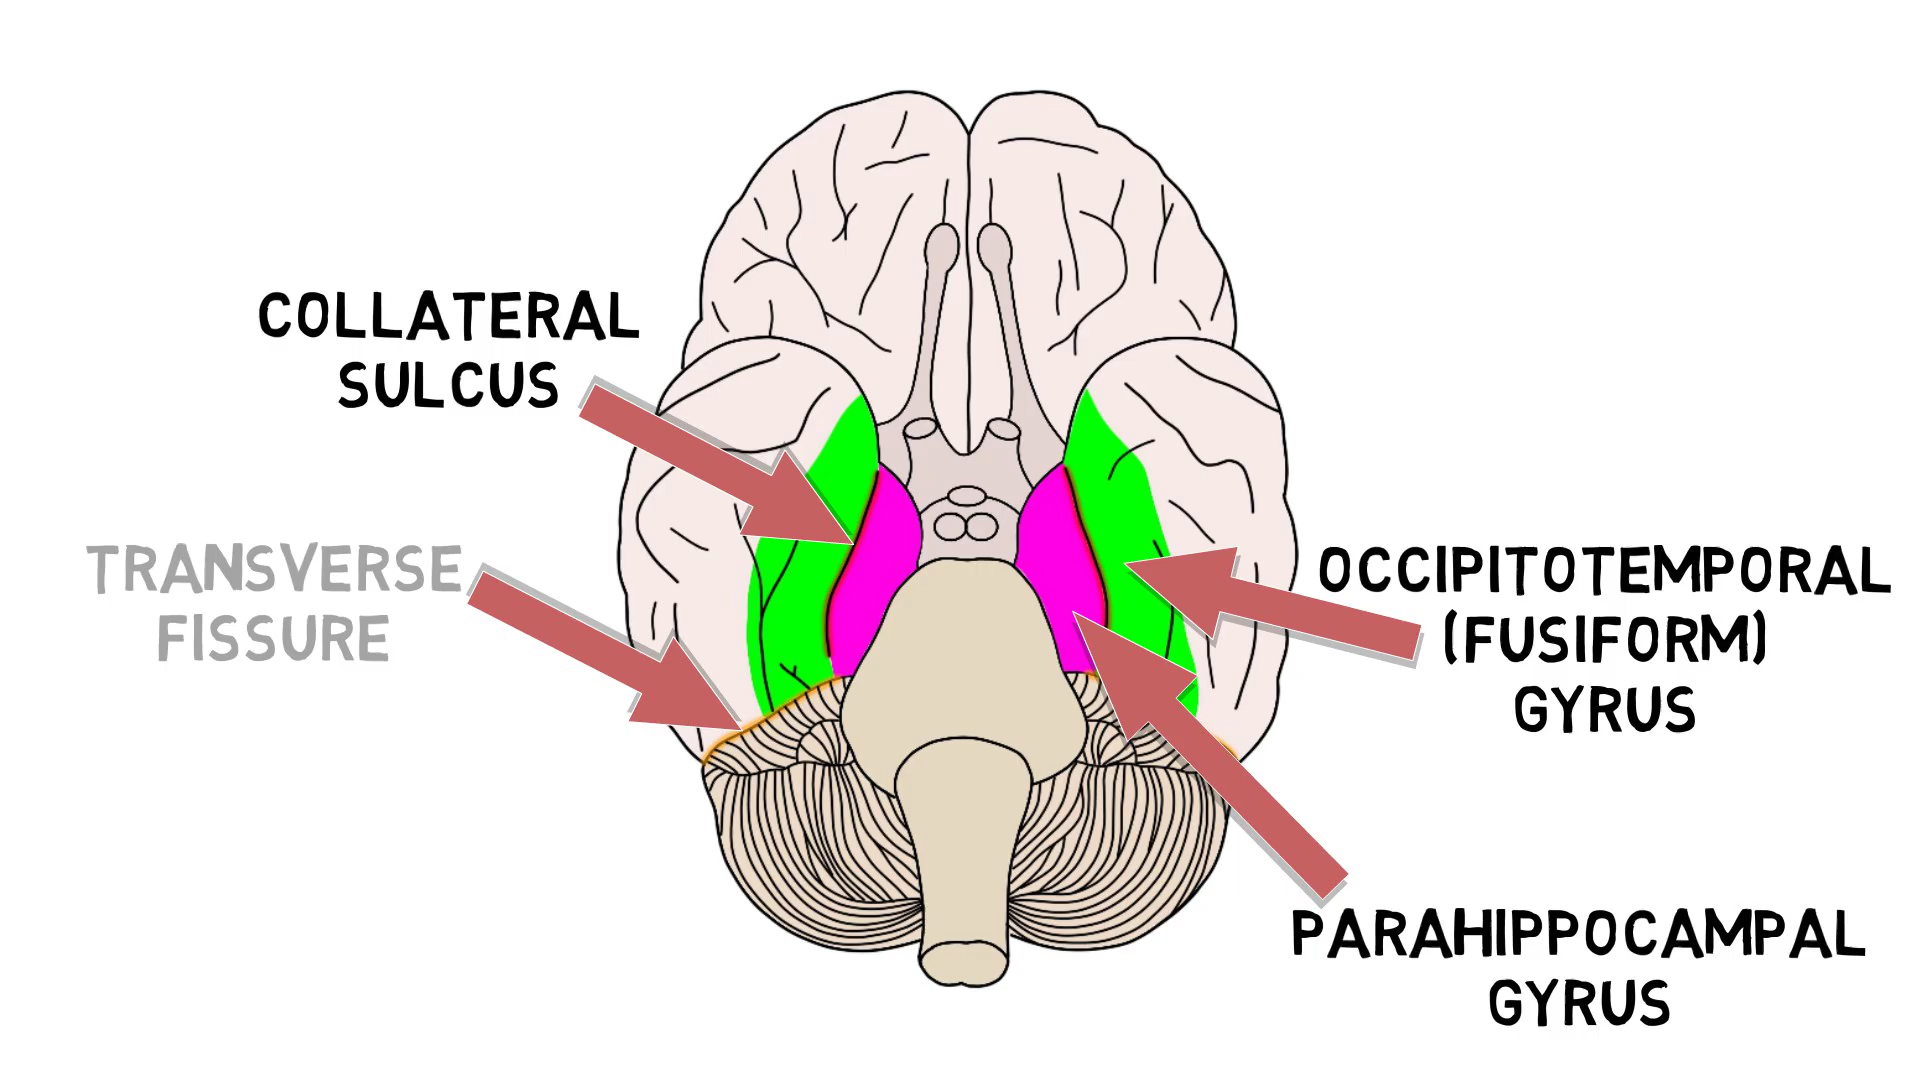 COLLATERAL
SULCUS
TRANSVERSE
FISSURE
OCCIPITOTEMPORAL
(FUSIFORM)
GYRUS
PARAHIPPOCAMPAL
GYRUS